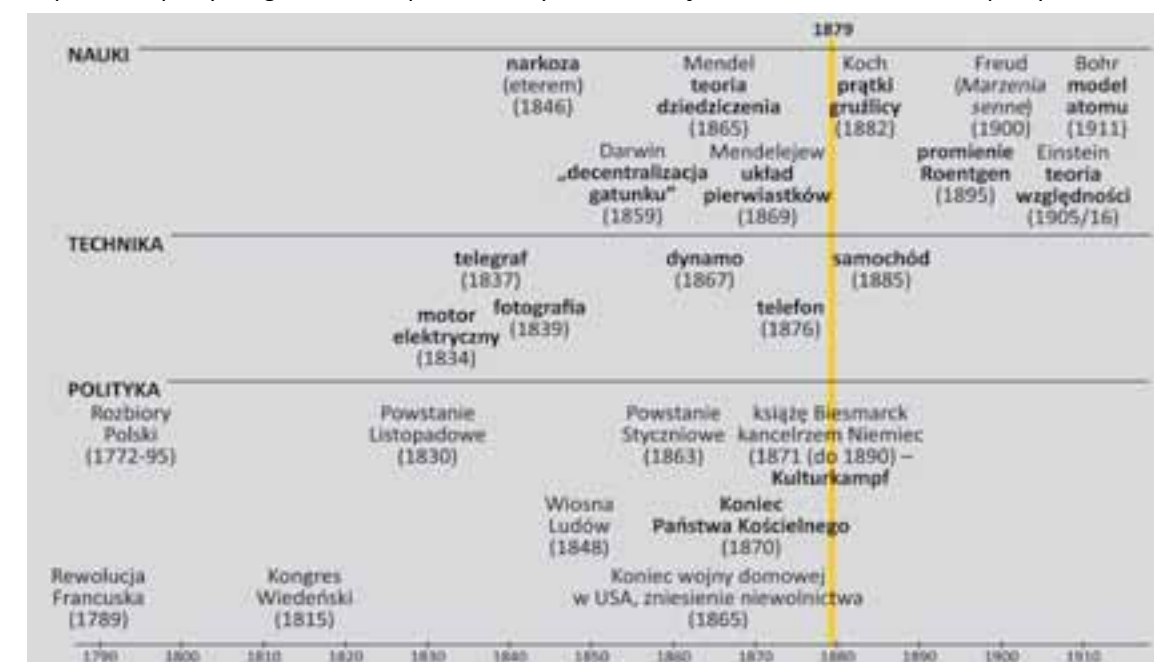 1879
NAUKI
narkoza
(eterem)
(1846)
Mendel
teoria
dziedziczenia
(1865)
Koch
prątki
gruźlicy
(1882)
Freud
(Marzenia
senne)
(1900)
Bohr
model
atomu
(1911)
Darwin
„decentralizacja
gatunku”
(1859)
Mendelejew
układ
pierwiastków
(1869)
promienie
Roentgen
(1895)
Einstein
teoria
względności
(1905/16)
TECHNIKA
telegraf
(1837)
dynamo
(1867)
samochód
(1885)
motor
elektryczny
(1834)
fotografia
(1839)
telefon
(1876)
POLITYKA
Rozbiory
Polski
(1772-95)
Powstanie
Listopadowe
(1830)
Powstanie
Styczniowe
(1863)
książę Biesmarck
kancelrzem Niemiec
(1871 (do 1890) –
Kulturkampf
Wiosna
Ludów
(1848)
Koniec
Państwa Kościelnego
(1870)
Rewolucja
Francuska
(1789)
Kongres
Wiedeński
(1815)
Koniec wojny domowej
w USA, zniesienie niewolnictwa
(1865)
1790 1800 1810 1820 1830 1840 1850 1860 1870 1880 1890 1900 1910